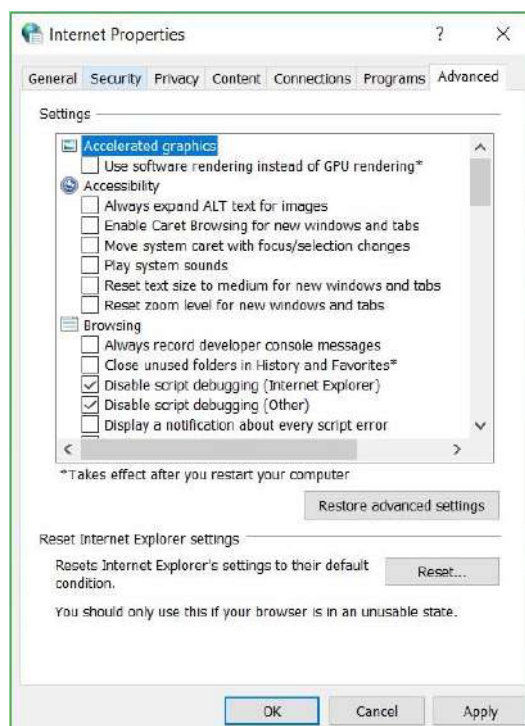 Internet Properties
? X
General Security Privacy Content Connections Programs Advanced
Settings
Accelerated graphics
Use software rendering instead of GPU rendering*
Accessibility
Always expand ALT text for images
Enable Caret Browsing for new windows and tabs
Move system caret with focus/selection changes
Play system sounds
Reset text size to medium for new windows and tabs
Reset zoom level for new windows and tabs
Browsing
Always record developer console messages
Close unused folders in History and Favorites*
Disable script debugging (Internet Explorer)
Disable script debugging (Other)
Display a notification about every script error
*Takes effect after you restart your computer
Restore advanced settings
Reset Internet Explorer settings
Resets Internet Explorer's settings to their default
condition.
Reset...
You should only use this if your browser is in an unusable state.
OK Cancel Apply